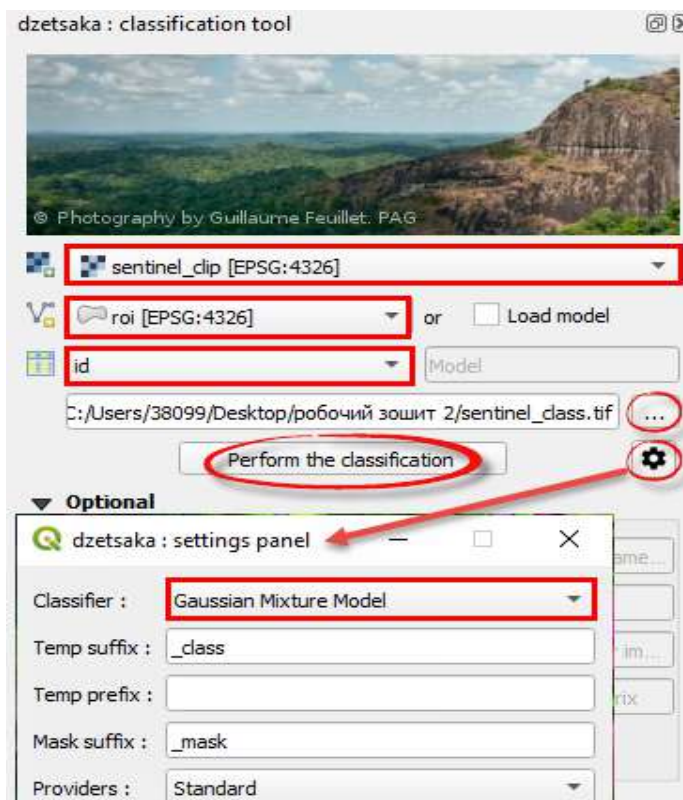 dzetsaka : classification tool
© Photography by Guillaume Feuillet. PAG
sentinel_clip [EPSG:4326]
roi [EPSG:4326]
or
Load model
id
Model
C:/Users/38099/Desktop/робочий зошит 2/sentinel_class.tif
...
Perform the classification
Optional
dzetsaka : settings panel
Classifier :
Gaussian Mixture Model
Temp suffix :
_class
Temp prefix :
Mask suffix :
_mask
Providers :
Standard